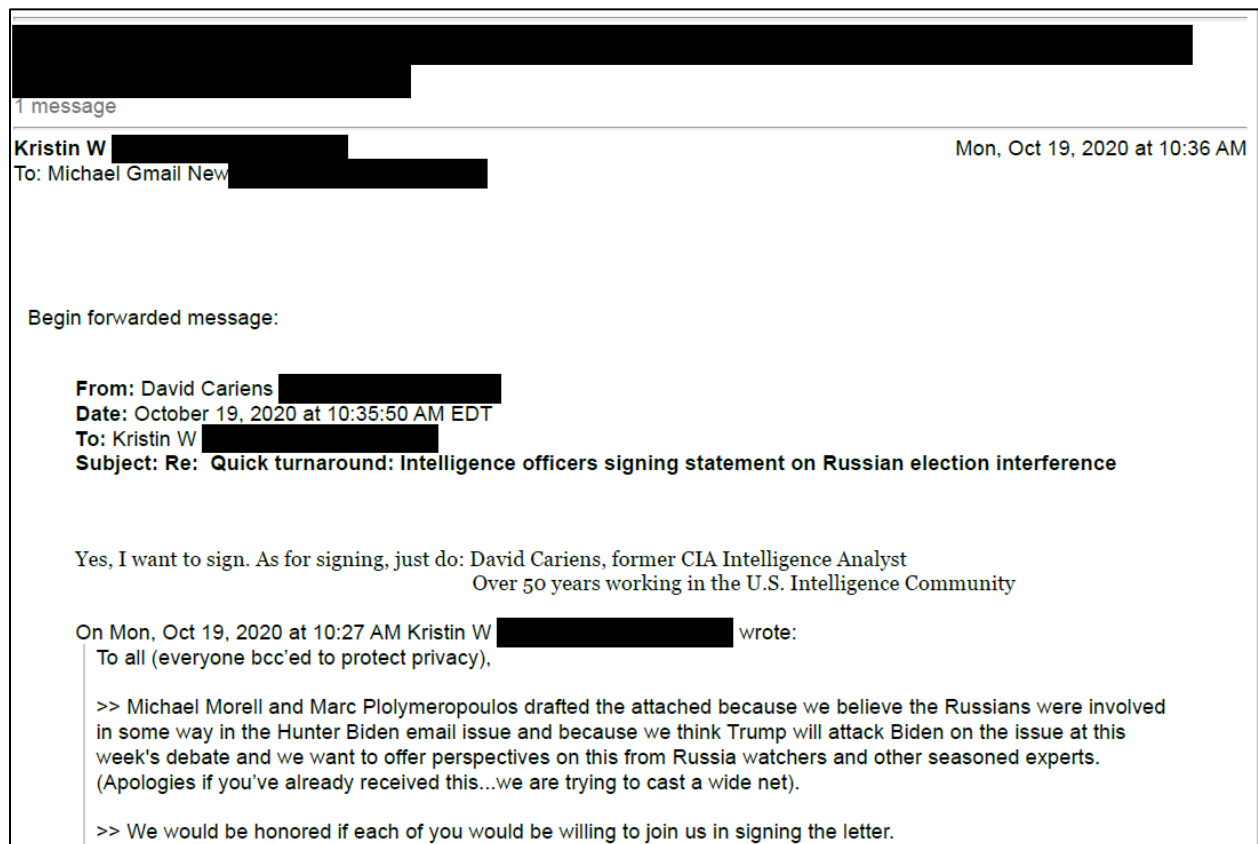 1 message
Kristin W
Mon, Oct 19, 2020 at 10:36 AM
To: Michael Gmail New
Begin forwarded message:
From: David Cariens
Date: October 19, 2020 at 10:35:50 AM EDT
To: Kristin W
Subject: Re: Quick turnaround: Intelligence officers signing statement on Russian election interference
Yes, I want to sign. As for signing, just do: David Cariens, former CIA Intelligence Analyst
Over 50 years working in the U.S. Intelligence Community
On Mon, Oct 19, 2020 at 10:27 AM Kristin W wrote:
To all (everyone bcc'ed to protect privacy),
>> Michael Morell and Marc Plolymeropoulos drafted the attached because we believe the Russians were involved
in some way in the Hunter Biden email issue and because we think Trump will attack Biden on the issue at this
week's debate and we want to offer perspectives on this from Russia watchers and other seasoned experts.
(Apologies if you've already received this...we are trying to cast a wide net).
>> We would be honored if each of you would be willing to join us in signing the letter.